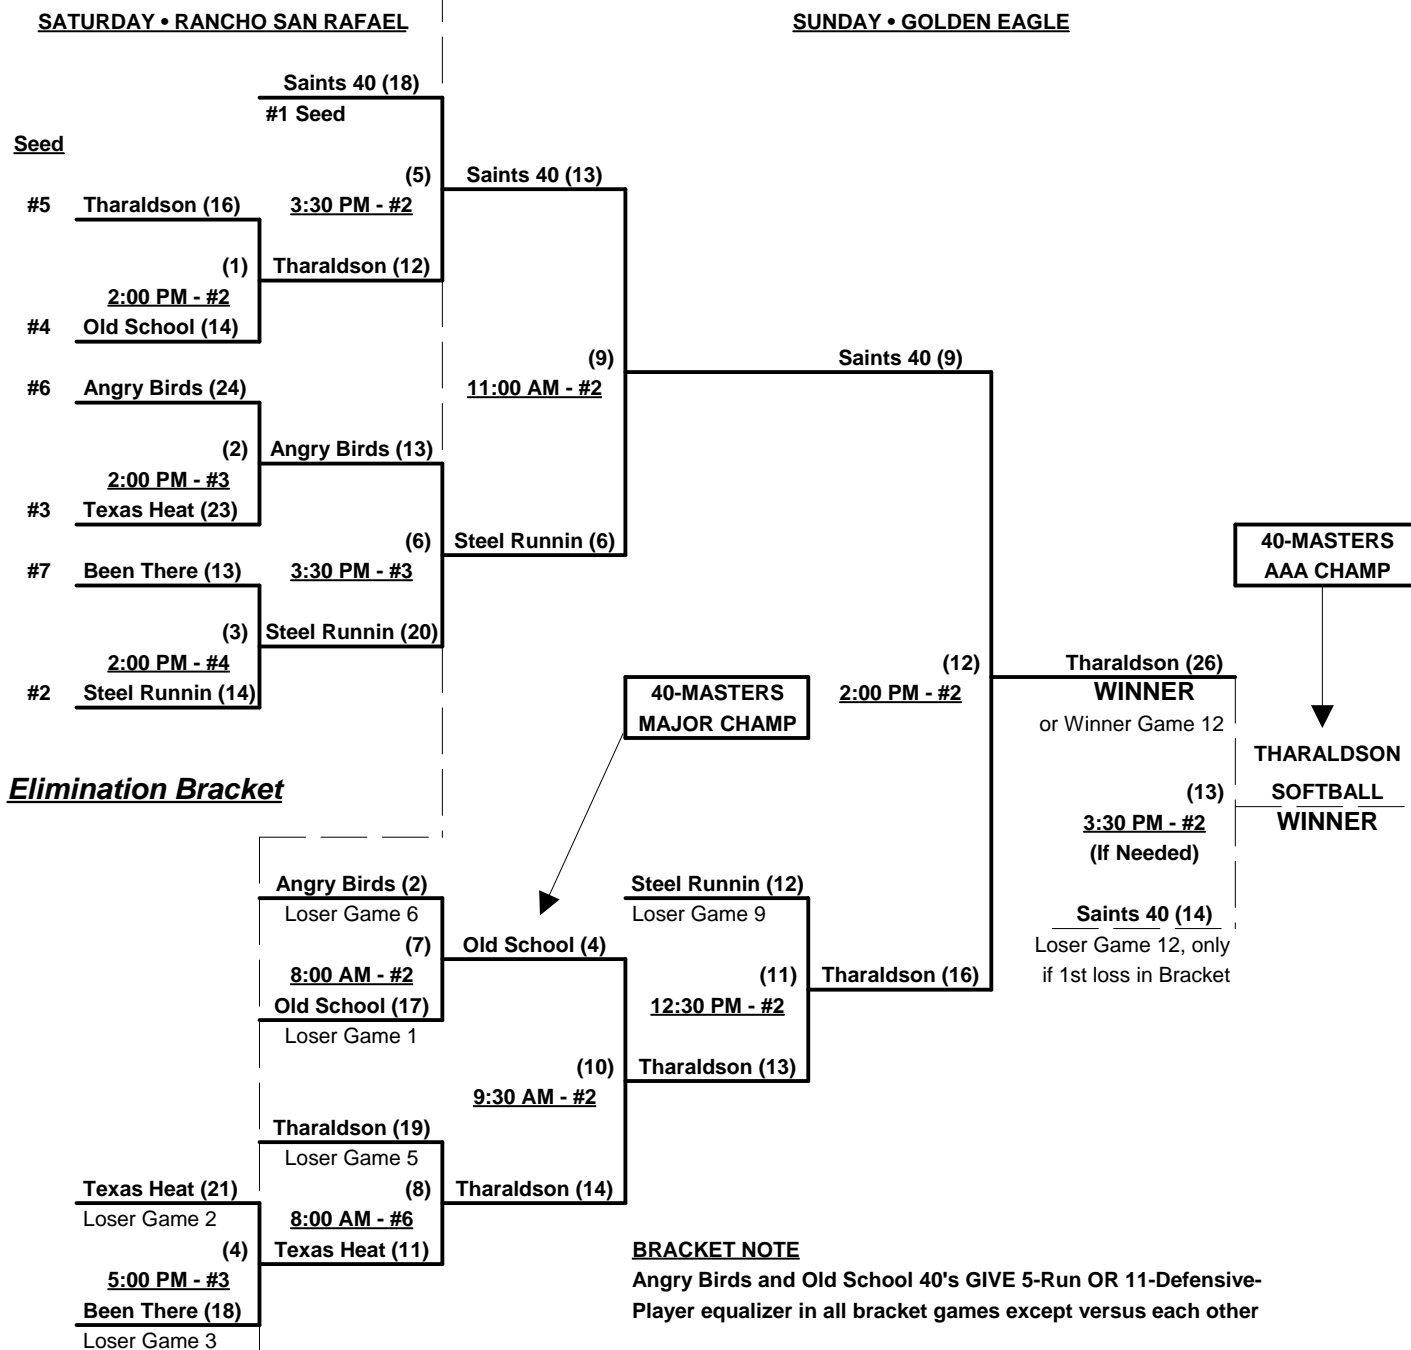 SATURDAY • RANCHO SAN RAFAEL
SUNDAY • GOLDEN EAGLE
Saints 40 (18)
#1 Seed
Seed
(5)
Saints 40 (13)
#5
Tharaldson (16)
3:30 PM - #2
(1)
Tharaldson (12)
2:00 PM - #2
#4
Old School (14)
(9)
Saints 40 (9)
#6
Angry Birds (24)
11:00 AM - #2
(2)
Angry Birds (13)
2:00 PM - #3
#3
Texas Heat (23)
(6)
Steel Runnin (6)
40-MASTERS
AAA CHAMP
#7
Been There (13)
3:30 PM - #3
(3)
Steel Runnin (20)
2:00 PM - #4
#2
Steel Runnin (14)
40-MASTERS
MAJOR CHAMP
(12)
2:00 PM - #2
Tharaldson (26)
WINNER
or Winner Game 12
THARALDSON
SOFTBALL
WINNER
Elimination Bracket
(13)
3:30 PM - #2
(If Needed)
Angry Birds (2)
Loser Game 6
Steel Runnin (12)
Loser Game 9
Saints 40 (14)
Loser Game 12, only
if 1st loss in Bracket
(7)
Old School (4)
8:00 AM - #2
Old School (17)
Loser Game 1
(11)
Tharaldson (16)
12:30 PM - #2
(10)
Tharaldson (13)
9:30 AM - #2
Tharaldson (19)
Loser Game 5
Texas Heat (21)
Loser Game 2
(8)
Tharaldson (14)
8:00 AM - #6
(4)
Texas Heat (11)
5:00 PM - #3
Been There (18)
Loser Game 3
BRACKET NOTE
Angry Birds and Old School 40's GIVE 5-Run OR 11-Defensive-
Player equalizer in all bracket games except versus each other